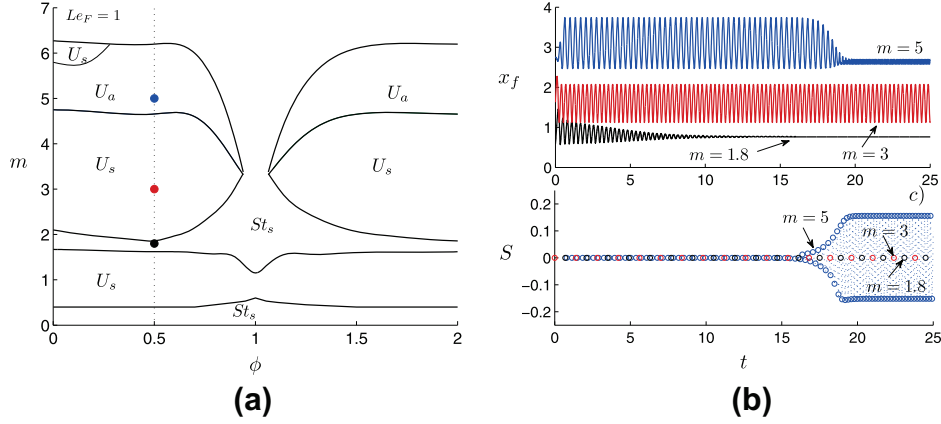 Le_F = 1
7
6
5
4
3
2
1
0
m
U_s
U_a
U_a
U_s
U_s
St_s
U_s
St_s
0
0.5
1
1.5
2
ϕ
(a)
4
3
2
1
0
x_f
m = 5
m = 3
m = 1.8
0
5
10
15
20
25
c)
0.2
0.1
0
−0.1
−0.2
S
m = 5
m = 3
m = 1.8
0
5
10
15
20
25
t
(b)